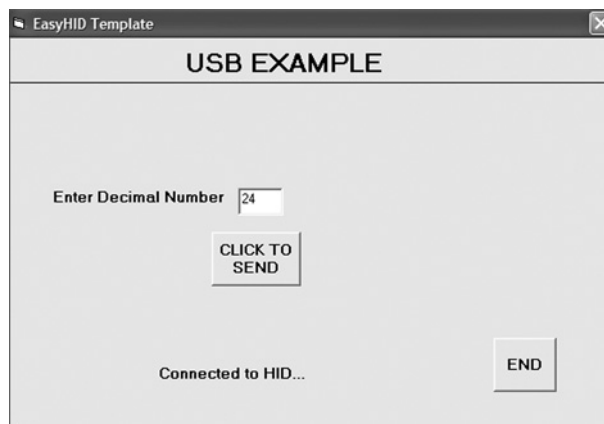 EasyHID Template
USB EXAMPLE
Enter Decimal Number 24
CLICK TO
SEND
Connected to HID...
END